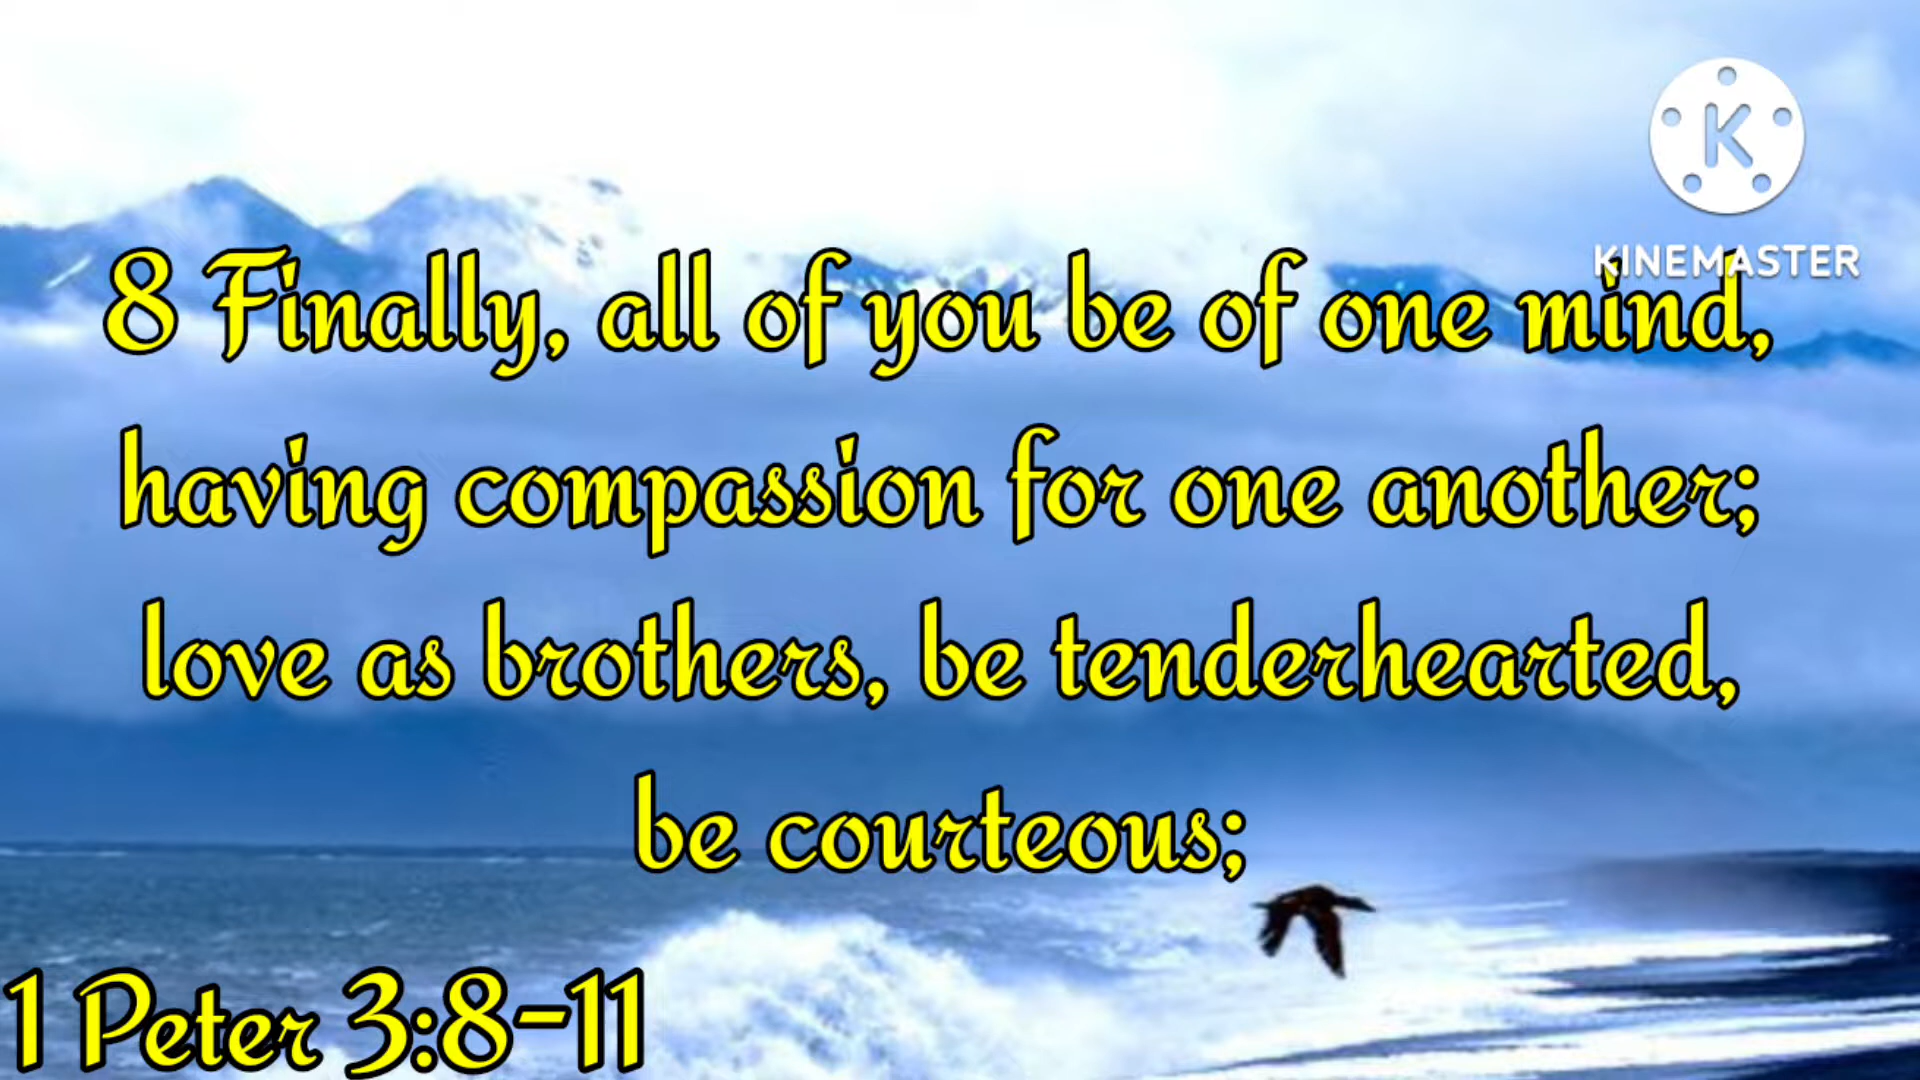 K
KINEMASTER
8 Finally, all of you be of one mind,
having compassion for one another;
love as brothers, be tenderhearted,
be courteous;
1 Peter 3:8-11